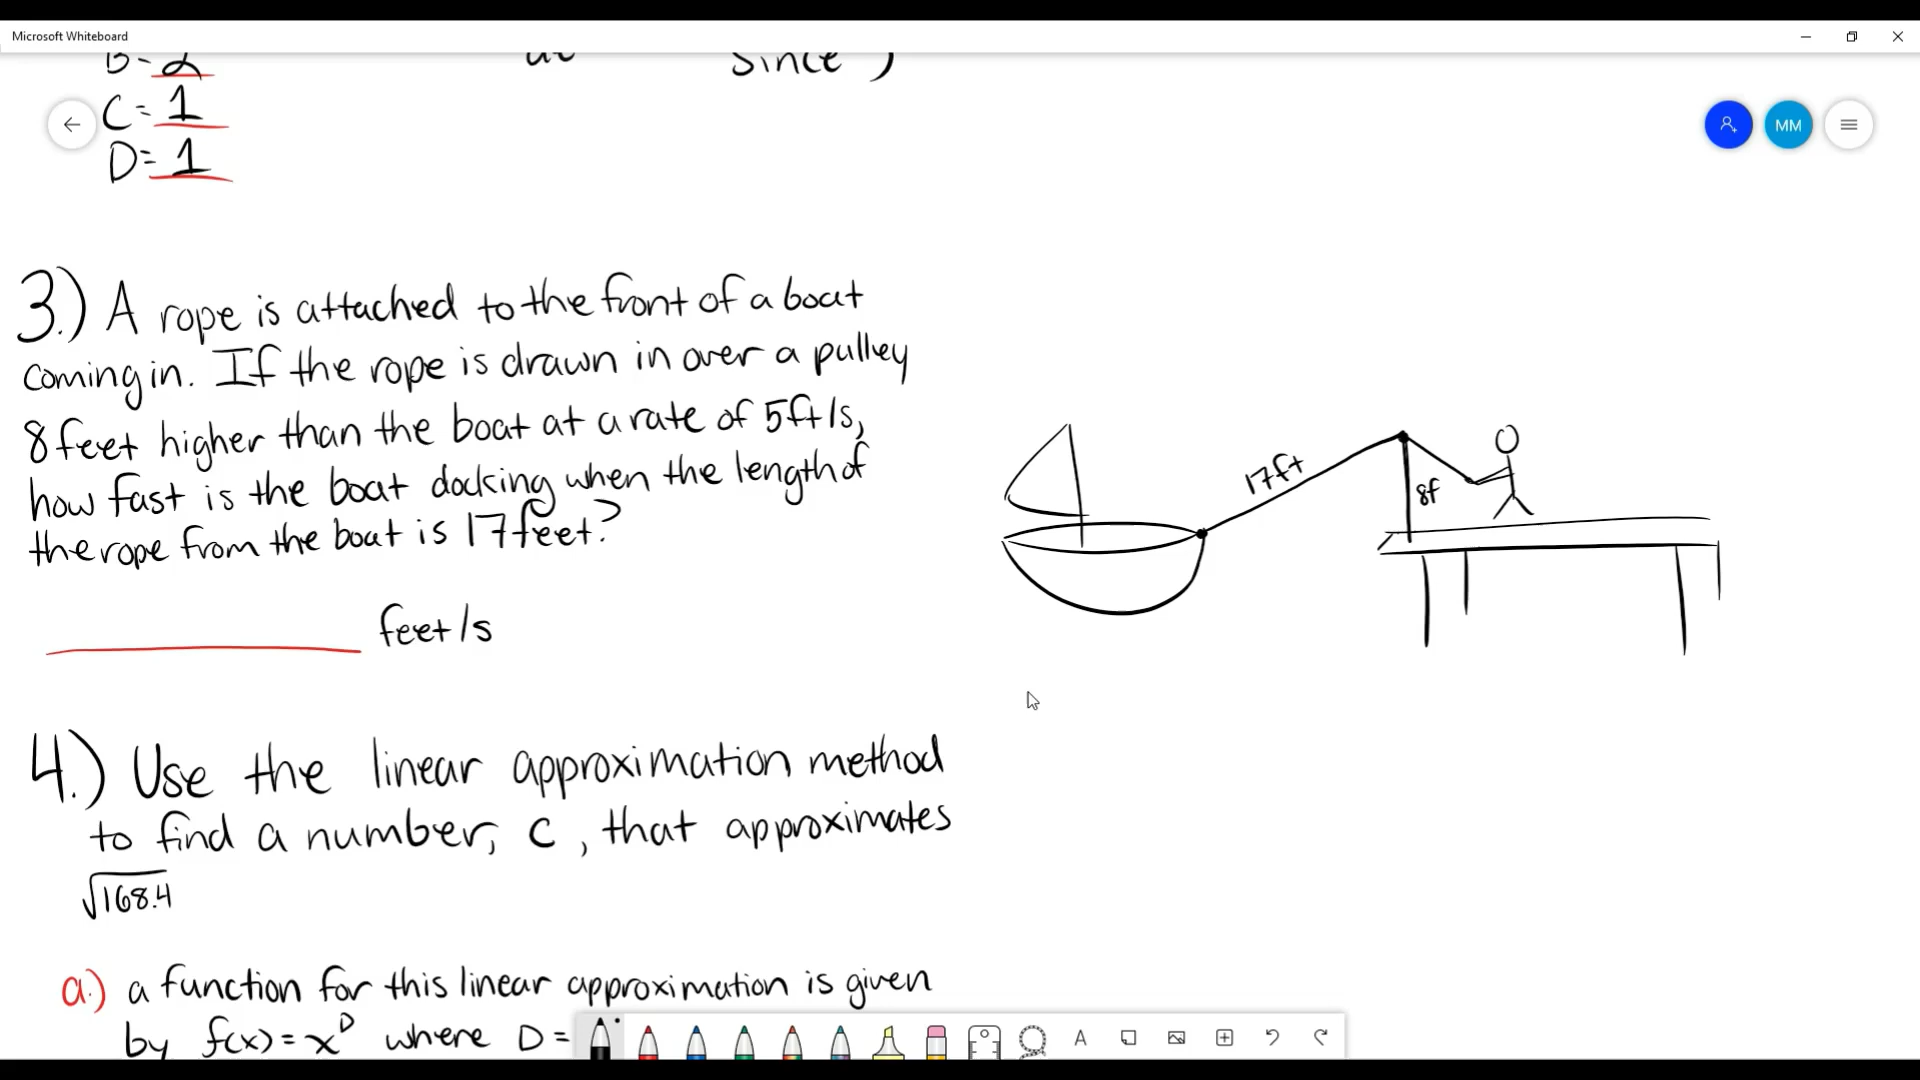 Microsoft Whiteboard
B= 2
Since )
C= 1
D= 1
MM
3.) A rope is attached to the front of a boat
coming in. If the rope is drawn in over a pulley
8 feet higher than the boat at a rate of 5ft/s,
how fast is the boat docking when the length of
the rope from the boat is 17 feet?
feet/s
17ft
8f
4.) Use the linear approximation method
to find a number, c, that approximates
√168.4
a.) a function for this linear approximation is given
by f(x) = x^D where D =
A